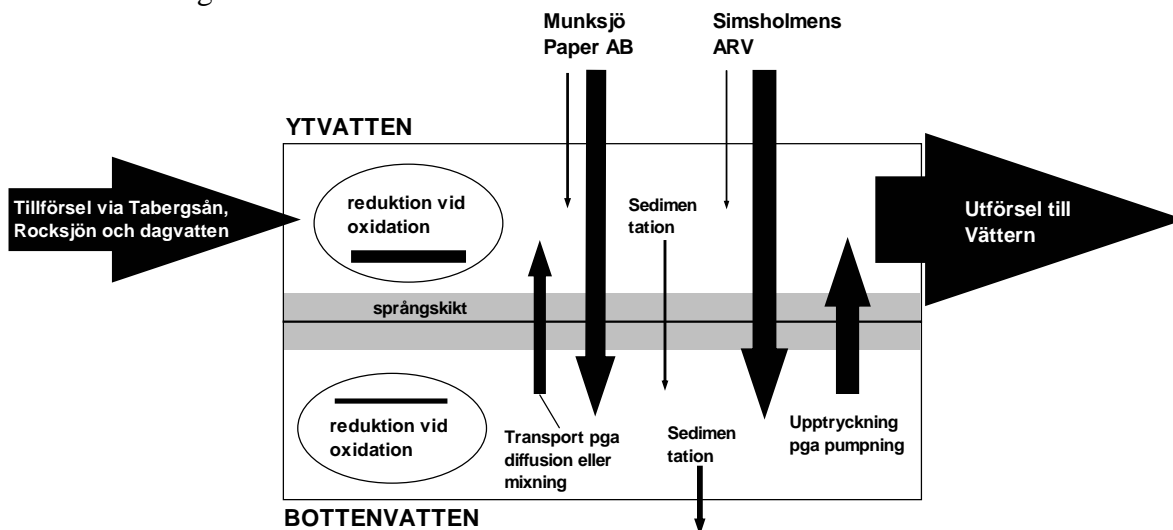 Munksjö
Paper AB
Simsholmens
ARV
YTVATTEN
Tillförsel via Tabergsån,
Rocksjön och dagvatten
reduktion vid
oxidation
Sedimen
tation
Utförsel till
Vättern
språngskikt
reduktion vid
oxidation
Transport pga
diffusion eller
mixning
Sedimen
tation
Upptryckning
pga pumpning
BOTTENVATTEN